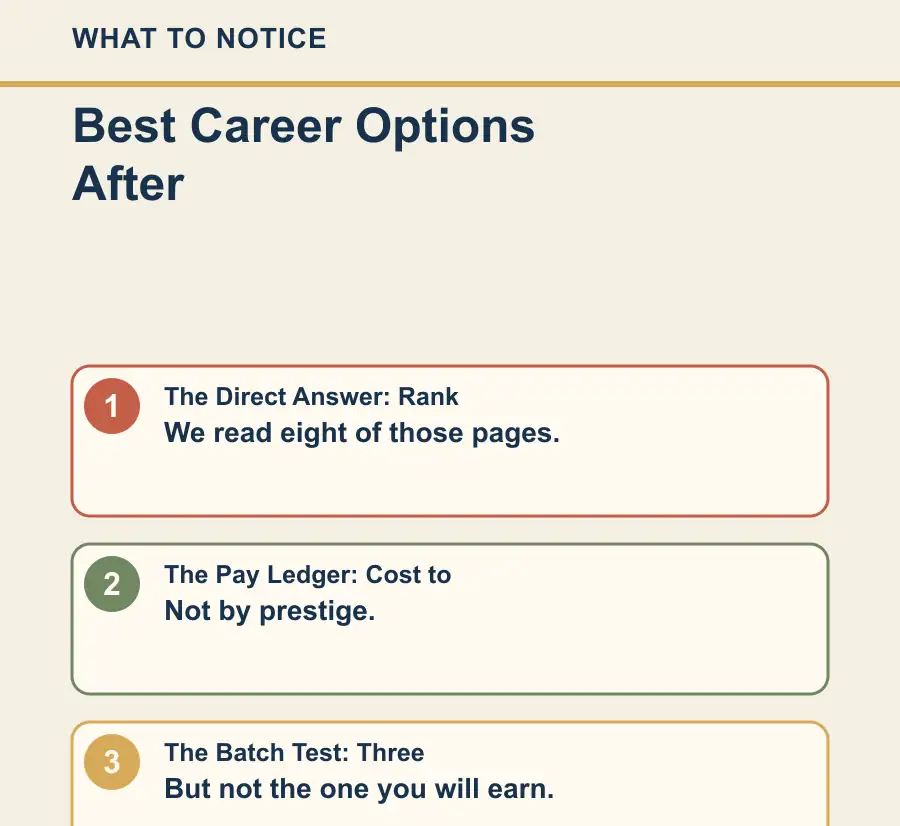 WHAT TO NOTICE
Best Career Options
After
1
The Direct Answer: Rank
We read eight of those pages.
2
The Pay Ledger: Cost to
Not by prestige.
3
The Batch Test: Three
But not the one you will earn.